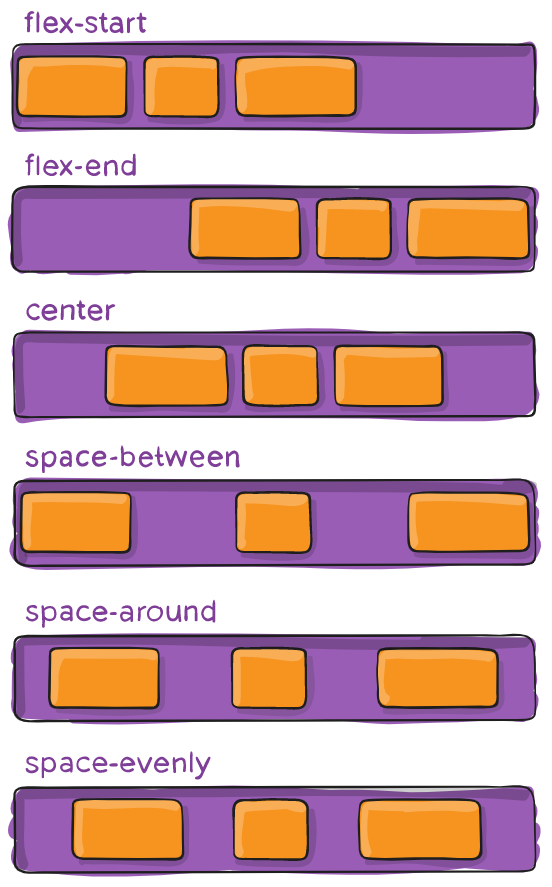 flex-start
flex-end
center
space-between
space-around
space-evenly